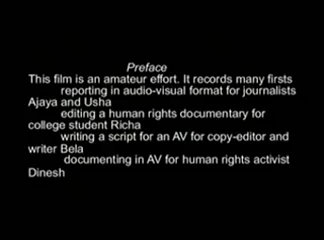 Preface
This film is an amateur effort. It records many firsts
reporting in audio-visual format for journalists
Ajaya and Usha
editing a human rights documentary for
college student Richa
writing a script for an AV for copy-editor and
writer Bela
documenting in AV for human rights activist
Dinesh